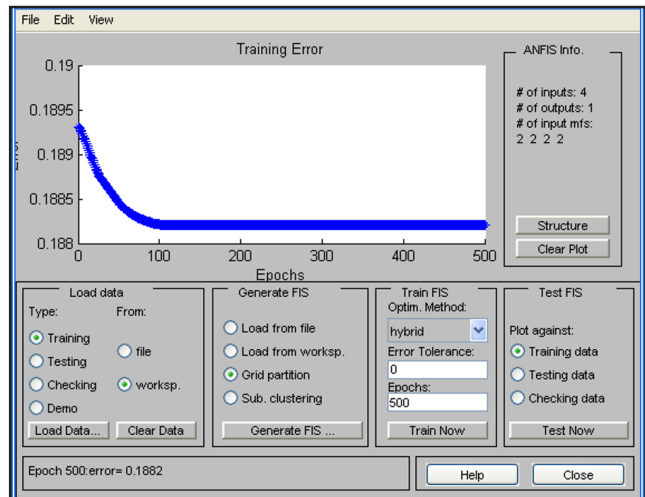 File Edit View
Training Error
ANFIS Info.
0.19
0.1895
0.189
0.1885
0.188
Error
0 100 200 300 400 500
Epochs
# of inputs: 4
# of outputs: 1
# of input mfs:
2 2 2 2
Structure
Clear Plot
Load data
Type: From:
Training
Testing
Checking
Demo
file
worksp.
Load Data... Clear Data
Generate FIS
Load from file
Load from worksp.
Grid partition
Sub. clustering
Generate FIS ...
Train FIS
Optim. Method:
hybrid
Error Tolerance:
0
Epochs:
500
Train Now
Test FIS
Plot against:
Training data
Testing data
Checking data
Test Now
Epoch 500:error= 0.1882
Help Close